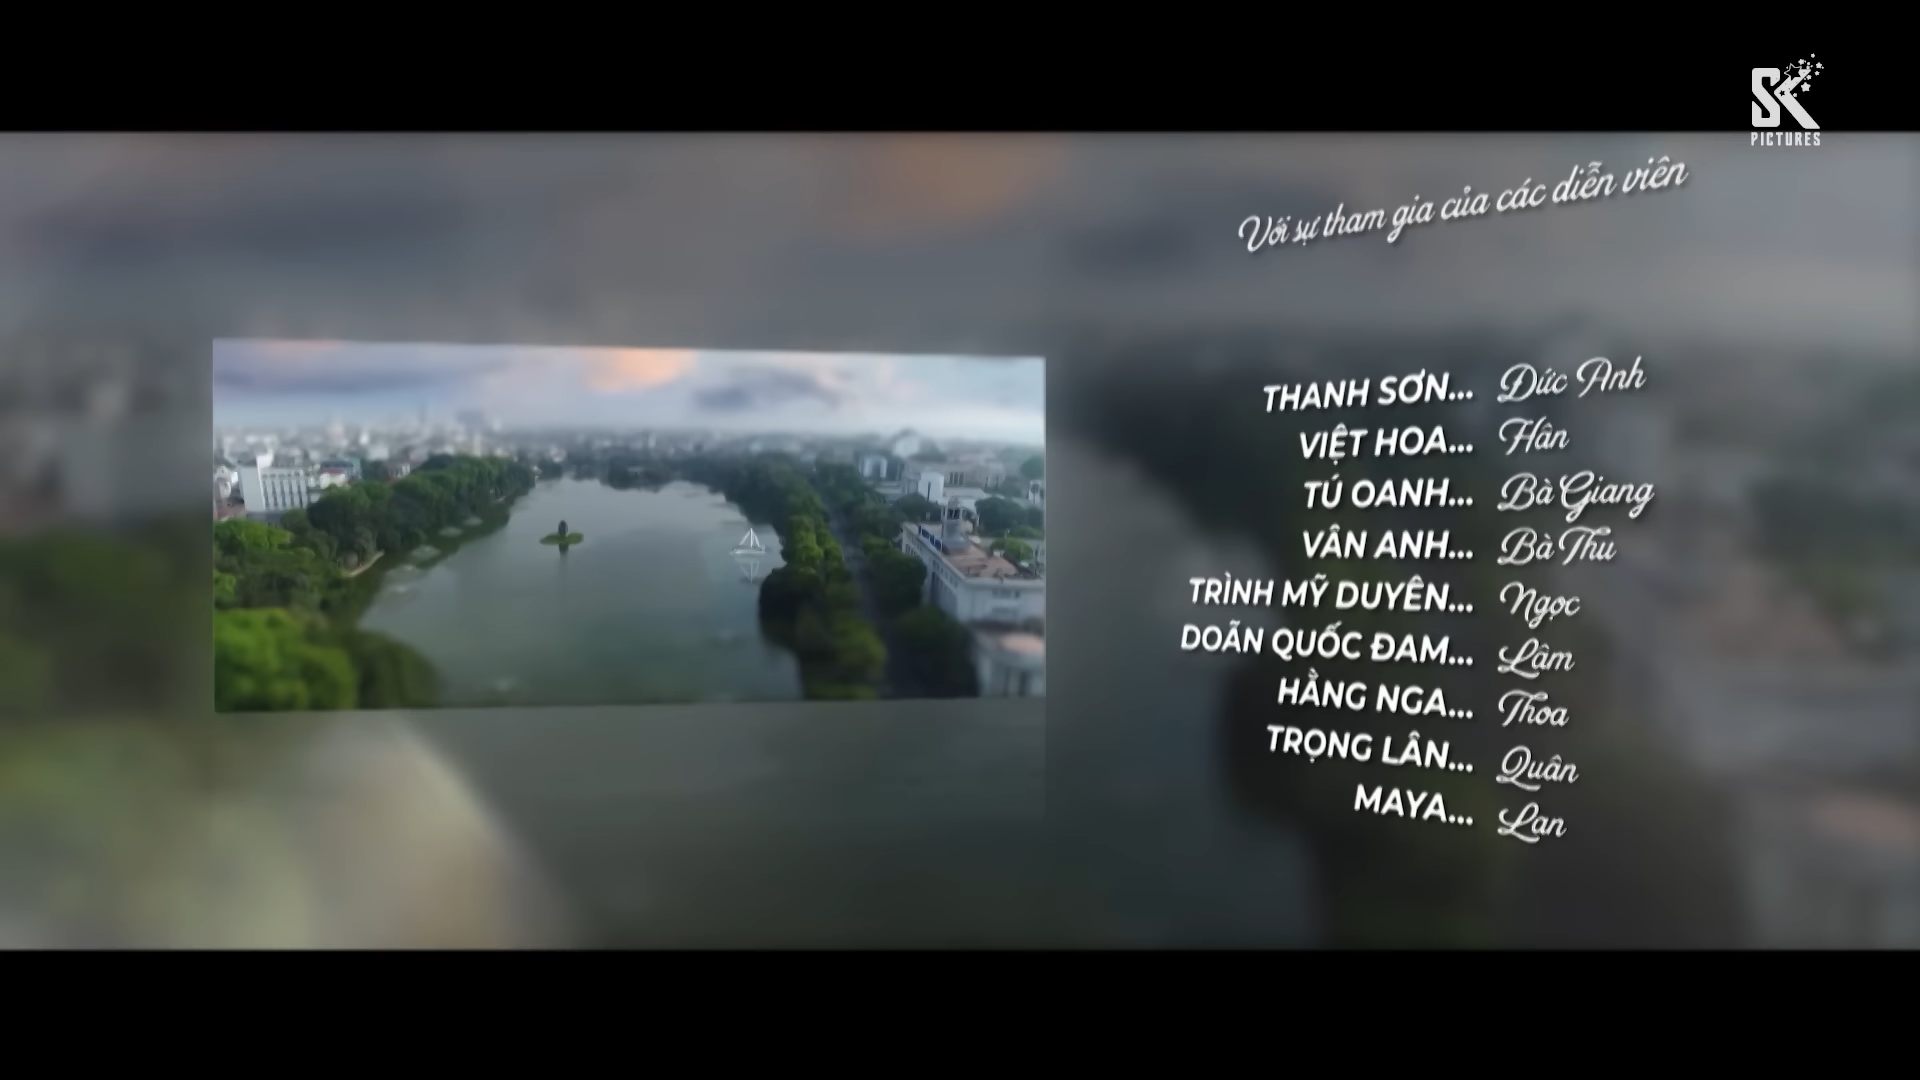 SK
PICTURES
Với sự tham gia của các diễn viên
THANH SƠN... Đức Anh
VIỆT HOA... Hân
TÚ OANH... Bà Giang
VÂN ANH... Bà Thu
TRÌNH MỸ DUYÊN... Ngọc
DOÃN QUỐC ĐAM... Lâm
HẰNG NGA... Thoa
TRỌNG LÂN... Quân
MAYA... Lan